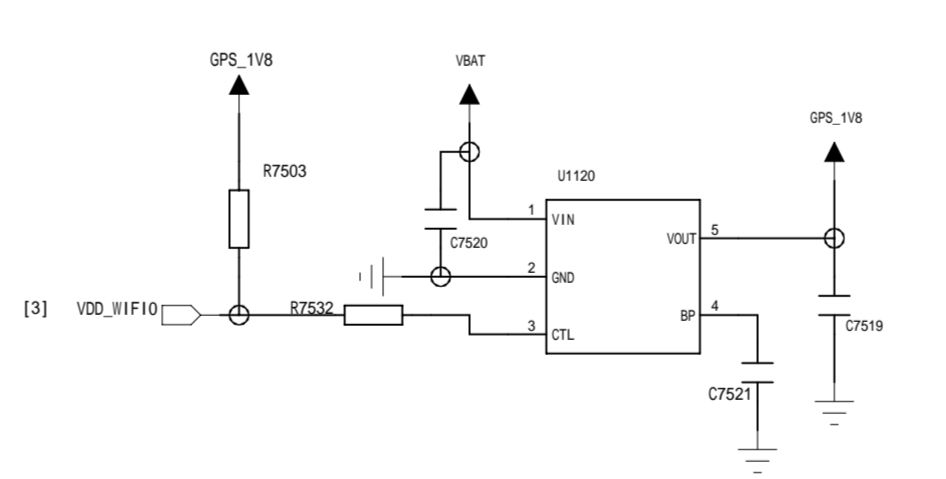 GPS_1V8
VBAT
GPS_1V8
R7503
U1120
1
VIN
C7520
VOUT
5
2
GND
[3]
VDD_WIFIO
R7532
BP
4
3
CTL
C7519
C7521